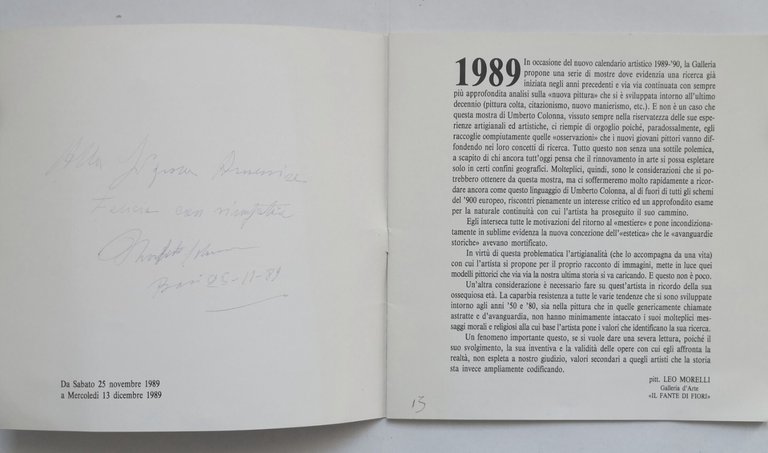 Alla Signora
con simpatia
Bari 25-11-89
Da Sabato 25 novembre 1989
a Mercoledì 13 dicembre 1989
1989 In occasione del nuovo calendario artistico 1989-'90, la Galleria
propone una serie di mostre dove evidenzia una ricerca già
iniziata negli anni precedenti e via via continuata con sempre
più approfondita analisi sulla «nuova pittura» che si è sviluppata intorno all'ultimo
decennio (pittura colta, citazionismo, nuovo manierismo, etc.). E non è un caso che
questa mostra di Umberto Colonna, vissuto sempre nella riservatezza delle sue espe-
rienze artigianali ed artistiche, ci riempie di orgoglio poiché, paradossalmente, egli
raccoglie compiutamente quelle «osservazioni» che i nuovi giovani pittori vanno dif-
fondendo nei loro concetti di ricerca. Tutto questo non senza una sottile polemica,
a scapito di chi ancora tutt'oggi pensa che il rinnovamento in arte si possa espletare
solo in certi confini geografici. Molteplici, quindi, sono le considerazioni che si po-
trebbero ottenere da questa mostra, ma ci soffermeremo molto rapidamente a ricor-
dare ancora come questo linguaggio di Umberto Colonna, al di fuori di tutti gli schemi
del '900 europeo, riscontri pienamente un interesse critico ed un approfondito esame
per la naturale continuità con cui l'artista ha proseguito il suo cammino.
Egli interseca tutte le motivazioni del ritorno al «mestiere» e pone incondiziona-
tamente in sublime evidenza la nuova concezione dell'«estetica» che le «avanguardie
storiche» avevano mortificato.
In virtù di questa problematica l'artigianalità (che lo accompagna da una vita)
con cui l'artista si propone per il proprio racconto di immagini, mette in luce quei
modelli pittorici che via via la nostra ultima storia si va caricando. E questo non è poco.
Un'altra considerazione è necessario fare su quest'artista in ricordo della sua
ossequiosa età. La caparbia resistenza a tutte le varie tendenze che si sono sviluppate
intorno agli anni '50 e '80, sia nella pittura che in quelle genericamente chiamate
astratte e d'avanguardia, non hanno minimamente intaccato i suoi molteplici mes-
saggi morali e religiosi alla cui base l'artista pone i valori che identificano la sua ricerca.
Un fenomeno importante questo, se si vuole dare una severa lettura, poiché il
suo svolgimento, la sua inventiva e la validità delle opere con cui egli affronta la
realtà, non espleta a nostro giudizio, valori secondari a quegli artisti che la storia
sta invece ampliamente codificando.
pitt. LEO MORELLI
Galleria d'Arte
«IL FANTE DI FIORI»
13